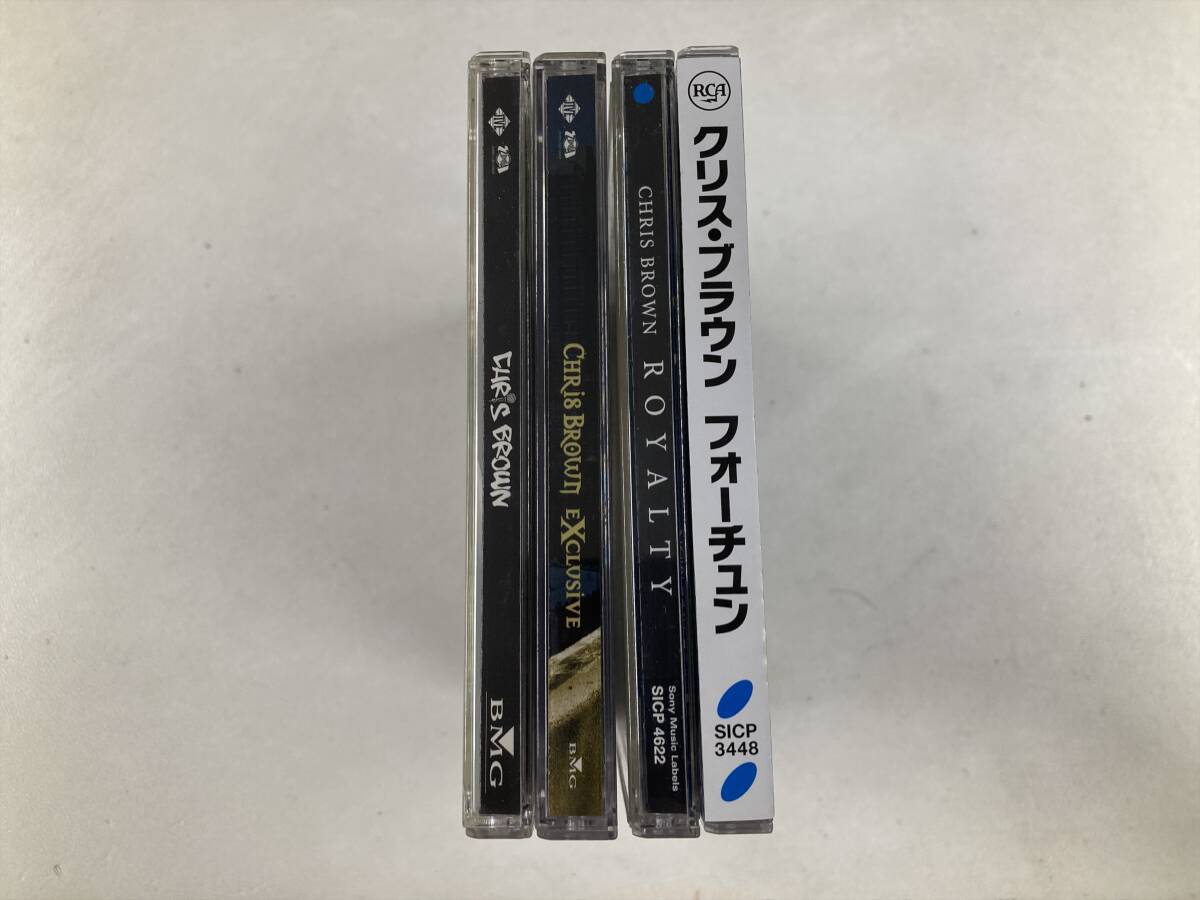 CHRIS BROWN
BMG
CHRIS BROWN EXCLUSIVE
BMG
CHRIS BROWN ROYALTY
Sony Music Labels
SICP 4622
RCA
クリス・ブラウン フォーチュン
SICP
3448